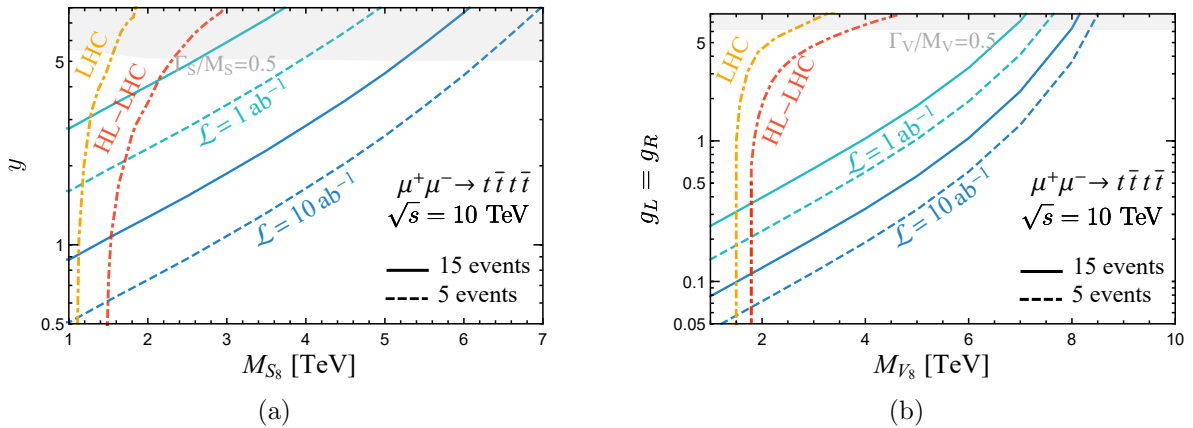 LHC
HL−LHC
Γ_S/M_S=0.5
ℒ = 1 ab⁻¹
ℒ = 10 ab⁻¹
μ⁺μ⁻→ t t̄ t t̄
√s = 10 TeV
15 events
5 events
5
1
0.5
y
1 2 3 4 5 6 7
M_{S_8} [TeV]
(a)
LHC
HL−LHC
Γ_V/M_V=0.5
ℒ = 1 ab⁻¹
ℒ = 10 ab⁻¹
μ⁺μ⁻→ t t̄ t t̄
√s = 10 TeV
15 events
5 events
5
1
0.5
0.1
0.05
g_L = g_R
2 4 6 8 10
M_{V_8} [TeV]
(b)